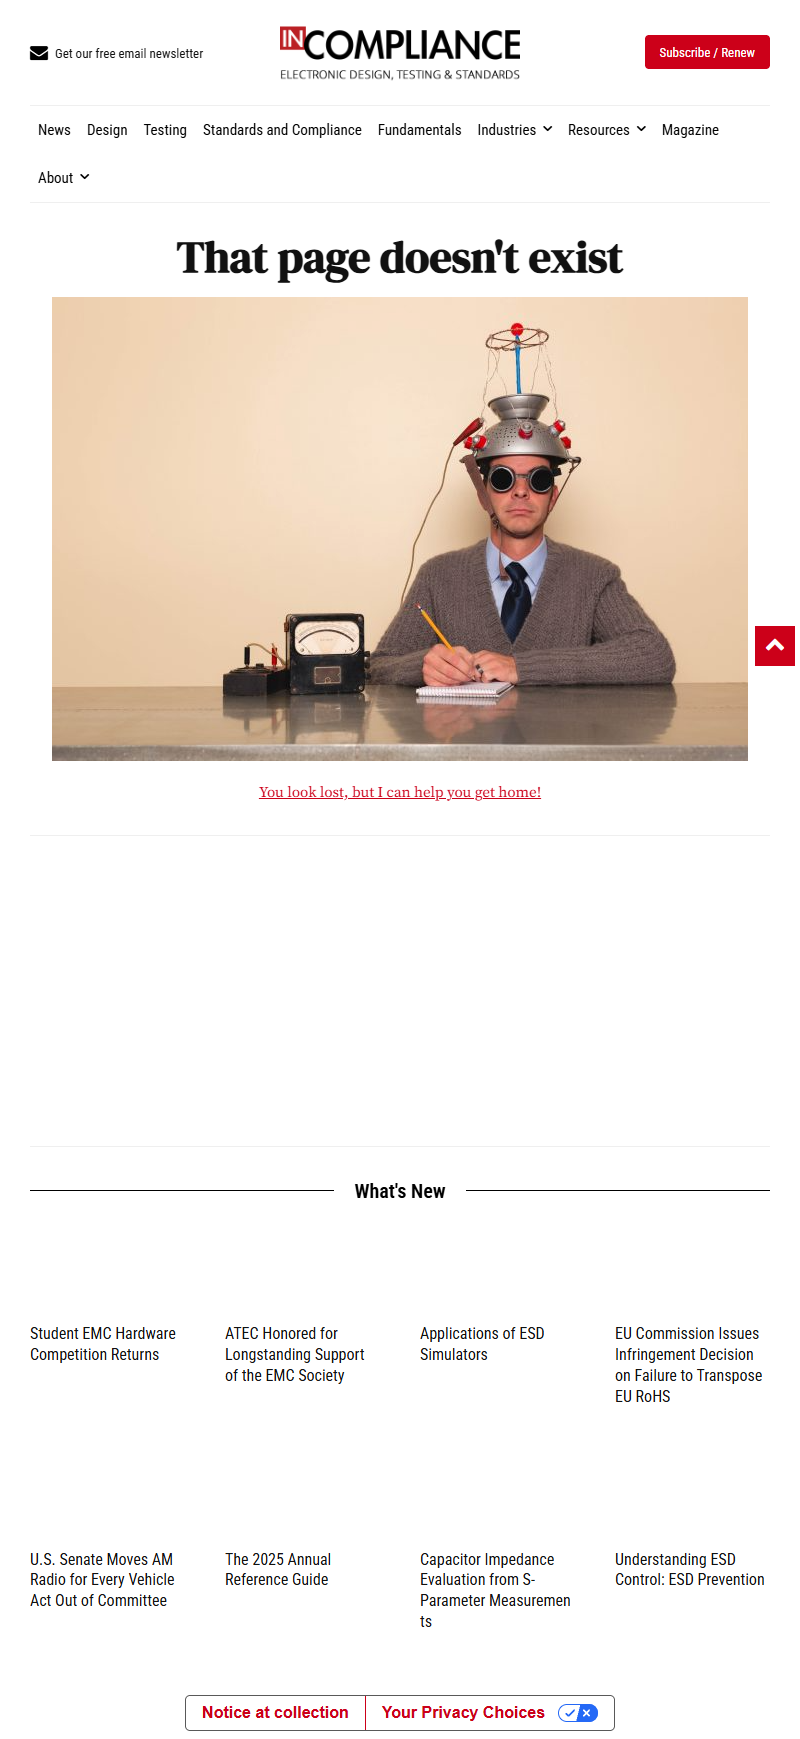 Get our free email newsletter
INCOMPLIANCE
ELECTRONIC DESIGN, TESTING & STANDARDS
Subscribe / Renew
News Design Testing Standards and Compliance Fundamentals Industries Resources Magazine
About
That page doesn't exist
You look lost, but I can help you get home!
What's New
Student EMC Hardware
Competition Returns
ATEC Honored for
Longstanding Support
of the EMC Society
Applications of ESD
Simulators
EU Commission Issues
Infringement Decision
on Failure to Transpose
EU RoHS
U.S. Senate Moves AM
Radio for Every Vehicle
Act Out of Committee
The 2025 Annual
Reference Guide
Capacitor Impedance
Evaluation from S-
Parameter Measuremen
ts
Understanding ESD
Control: ESD Prevention
Notice at collection
Your Privacy Choices